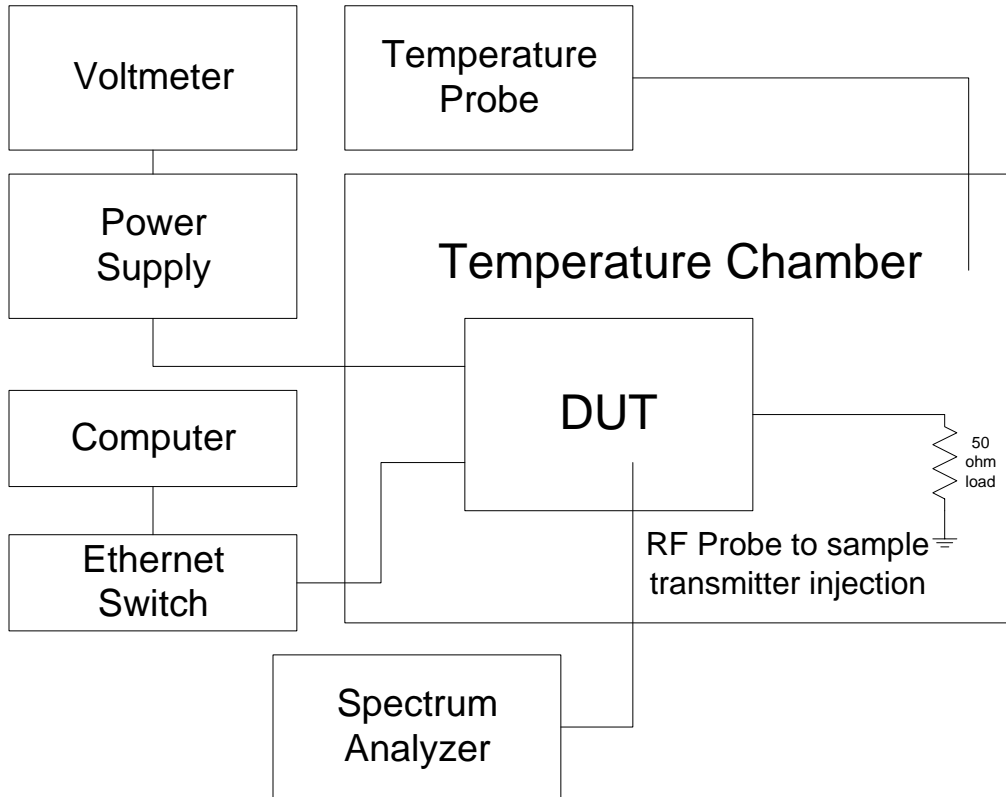 Voltmeter
Temperature
Probe
Power
Supply
Temperature Chamber
Computer
DUT
50
ohm
load
Ethernet
Switch
RF Probe to sample
transmitter injection
Spectrum
Analyzer